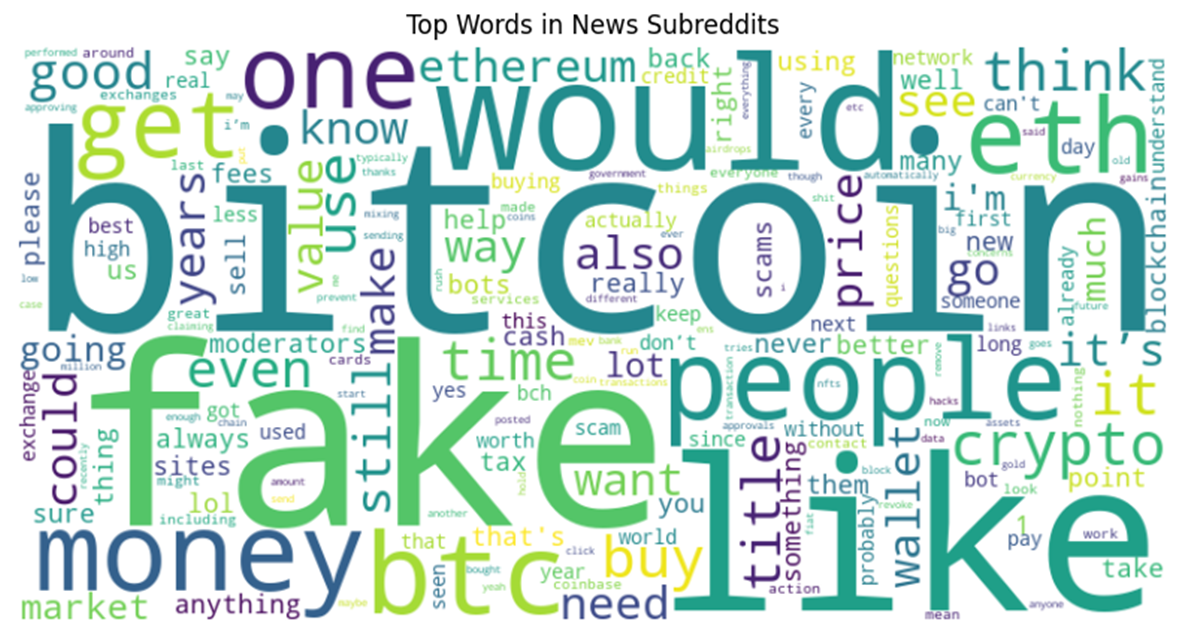 Top Words in News Subreddits
performed
around
say
good
real
exchanges
approving
may
one
ethereum
back
credit
right
everything
using
network
well
think
get
i'm
know
would
every
etc
see
can't
eth
said
day
old
understand
put
last
fees
typically
thanks
airdrops
many
please
years
value
use
buying
government
things
everyone
though
automatically
currency
gains
bitcoin
best
high
us
less
sell
mixing
sending
made
help
coins
actually
ever
shit
price
questions
i'm
first
big
new
concerns
much
blockchain
way
also
scams
i
low
case
make
no
prevent
rush
bots
services
really
different
go
someone
already
future
great
claiming
find
this
cash
keep
next
links
going
million
moderators
cards
mev
bank
don't
ens
tries
never
better
remove
long
goes
it’s
exchange
even
time
run
lot
coin
transactions
people
nfts
transaction
nothing
it
could
fake
start
still
yes
bch
hacks
enough
got
chain
always
used
posted
scam
approvals
without
now
assets
since
contact
data
crypto
recently
thing
sites
might
amount
worth
tax
hold
want
title
something
them
block
wallet
gold
bot
look
point
sure
lol
send
including
another
you
like
fiat
probably
revoke
1
pay
work
money
btc
that
that's
click
world
buy
take
market
anything
maybe
seen
bought
yeah
year
coinbase
need
action
mean
anyone